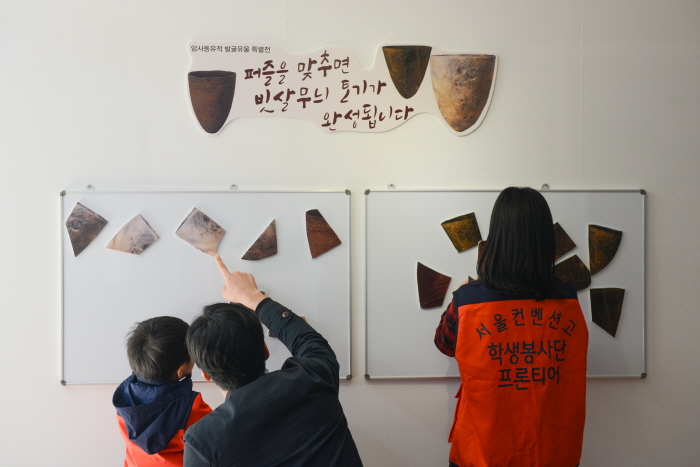 암사동유적 발굴유물 특별전
퍼즐을 맞추면
빗살무늬 토기가
완성됩니다
서울컨벤션고
학생봉사단
프론티어